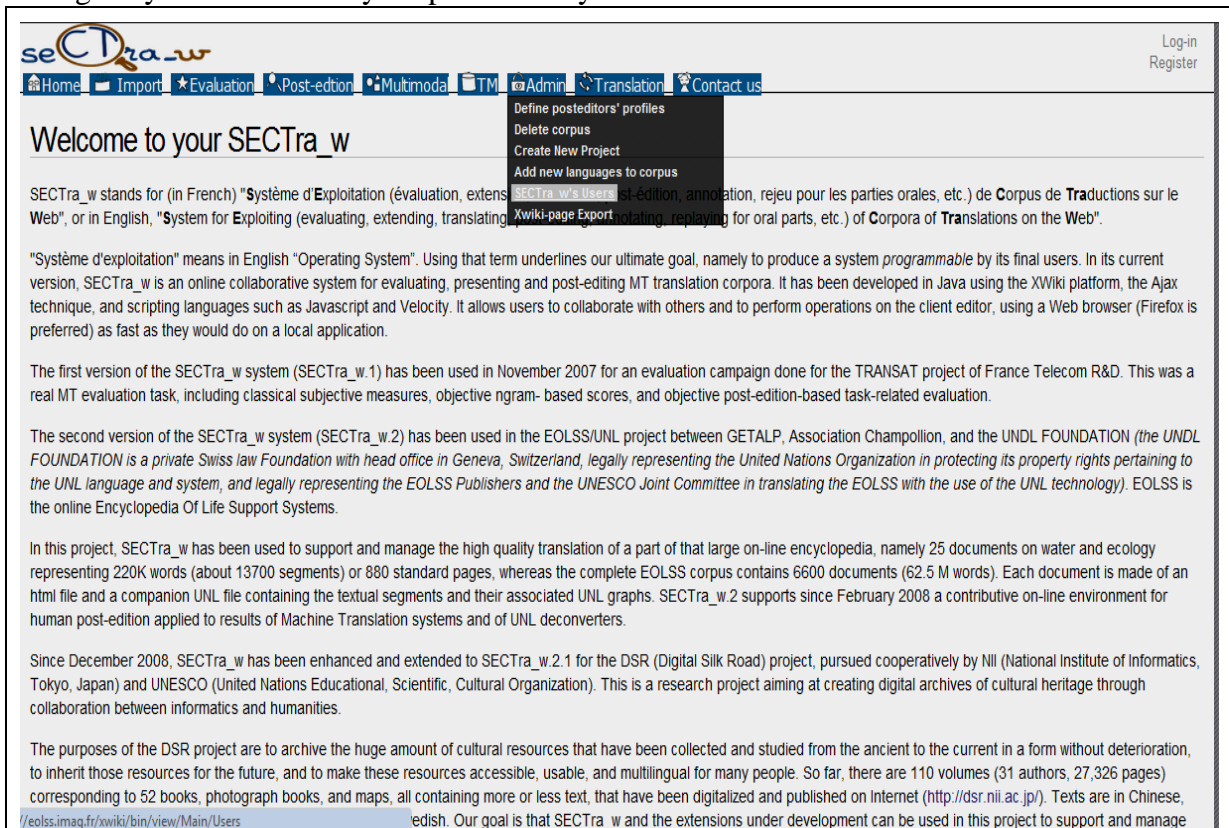 seCTra_w
Log-in
Register
Home Import Evaluation Post-edtion Multimodal TM Admin Translation Contact us
Define posteditors' profiles
Delete corpus
Create New Project
Add new languages to corpus
SECTra_w's Users
Xwiki-page Export
Welcome to your SECTra_w
SECTra_w stands for (in French) "Système d'Exploitation (évaluation, extens st-édition, annotation, rejeu pour les parties orales, etc.) de Corpus de Traductions sur le
Web", or in English, "System for Exploiting (evaluating, extending, translating, post-editing, annotating, replaying for oral parts, etc.) of Corpora of Translations on the Web".
"Système d'exploitation" means in English “Operating System”. Using that term underlines our ultimate goal, namely to produce a system programmable by its final users. In its current
version, SECTra_w is an online collaborative system for evaluating, presenting and post-editing MT translation corpora. It has been developed in Java using the XWiki platform, the Ajax
technique, and scripting languages such as Javascript and Velocity. It allows users to collaborate with others and to perform operations on the client editor, using a Web browser (Firefox is
preferred) as fast as they would do on a local application.
The first version of the SECTra_w system (SECTra_w.1) has been used in November 2007 for an evaluation campaign done for the TRANSAT project of France Telecom R&D. This was a
real MT evaluation task, including classical subjective measures, objective ngram- based scores, and objective post-edition-based task-related evaluation.
The second version of the SECTra_w system (SECTra_w.2) has been used in the EOLSS/UNL project between GETALP, Association Champollion, and the UNDL FOUNDATION (the UNDL
FOUNDATION is a private Swiss law Foundation with head office in Geneva, Switzerland, legally representing the United Nations Organization in protecting its property rights pertaining to
the UNL language and system, and legally representing the EOLSS Publishers and the UNESCO Joint Committee in translating the EOLSS with the use of the UNL technology). EOLSS is
the online Encyclopedia Of Life Support Systems.
In this project, SECTra_w has been used to support and manage the high quality translation of a part of that large on-line encyclopedia, namely 25 documents on water and ecology
representing 220K words (about 13700 segments) or 880 standard pages, whereas the complete EOLSS corpus contains 6600 documents (62.5 M words). Each document is made of an
html file and a companion UNL file containing the textual segments and their associated UNL graphs. SECTra_w.2 supports since February 2008 a contributive on-line environment for
human post-edition applied to results of Machine Translation systems and of UNL deconverters.
Since December 2008, SECTra_w has been enhanced and extended to SECTra_w.2.1 for the DSR (Digital Silk Road) project, pursued cooperatively by NII (National Institute of Informatics,
Tokyo, Japan) and UNESCO (United Nations Educational, Scientific, Cultural Organization). This is a research project aiming at creating digital archives of cultural heritage through
collaboration between informatics and humanities.
The purposes of the DSR project are to archive the huge amount of cultural resources that have been collected and studied from the ancient to the current in a form without deterioration,
to inherit those resources for the future, and to make these resources accessible, usable, and multilingual for many people. So far, there are 110 volumes (31 authors, 27,326 pages)
corresponding to 52 books, photograph books, and maps, all containing more or less text, that have been digitalized and published on Internet (http://dsr.nii.ac.jp/). Texts are in Chinese,
//eolss.imag.fr/xwiki/bin/view/Main/Users edish. Our goal is that SECTra_w and the extensions under development can be used in this project to support and manage